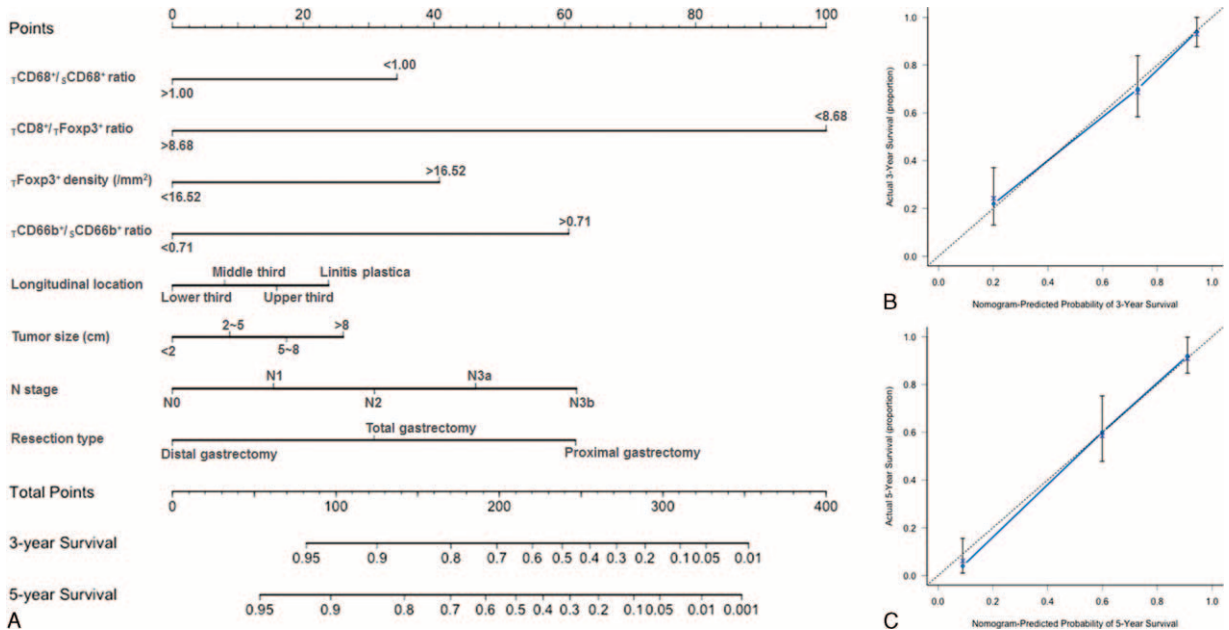 Points
0 20 40 60 80 100
TCD68+/SCD68+ ratio
<1.00
>1.00
TCD8+/TFoxp3+ ratio
<8.68
>8.68
TFoxp3+ density (/mm²)
>16.52
<16.52
TCD66b+/SCD66b+ ratio
>0.71
<0.71
Longitudinal location
Middle third Linitis plastica
Lower third Upper third
Tumor size (cm)
2~5 >8
<2 5~8
N stage
N1 N3a
N0 N2 N3b
Resection type
Total gastrectomy
Distal gastrectomy Proximal gastrectomy
Total Points
0 100 200 300 400
3-year Survival
0.95 0.9 0.8 0.7 0.6 0.5 0.4 0.3 0.2 0.10 0.05 0.01
5-year Survival
0.95 0.9 0.8 0.7 0.6 0.5 0.4 0.3 0.2 0.10 0.05 0.01 0.001
A
Actual 3-Year Survival (proportion)
1.0
0.8
0.6
0.4
0.2
0.0
0.0 0.2 0.4 0.6 0.8 1.0
Nomogram-Predicted Probability of 3-Year Survival
B
Actual 5-Year Survival (proportion)
1.0
0.8
0.6
0.4
0.2
0.0
0.0 0.2 0.4 0.6 0.8 1.0
Nomogram-Predicted Probability of 5-Year Survival
C